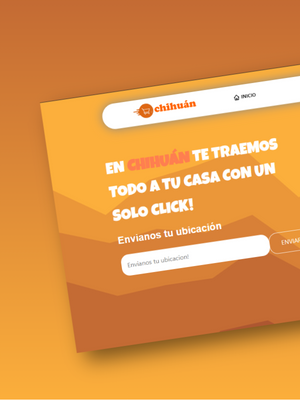 chihuán
INICIO
EN CHIHUÁN TE TRAEMOS
TODO A TU CASA CON UN
SOLO CLICK!
Envianos tu ubicación
Envianos tu ubicacion!